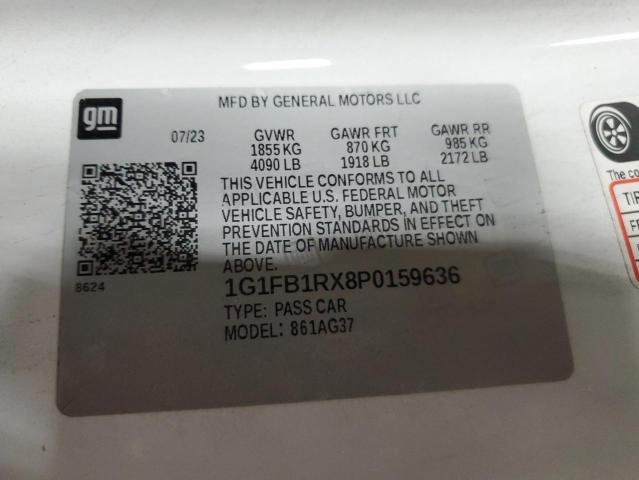 gm
MFD BY GENERAL MOTORS LLC
07/23 GVWR GAWR FRT GAWR RR
1855 KG 870 KG 985 KG
4090 LB 1918 LB 2172 LB
THIS VEHICLE CONFORMS TO ALL
APPLICABLE U.S. FEDERAL MOTOR
VEHICLE SAFETY, BUMPER, AND THEFT
PREVENTION STANDARDS IN EFFECT ON
THE DATE OF MANUFACTURE SHOWN
ABOVE.
8624
1G1FB1RX8P0159636
TYPE: PASS CAR
MODEL: 861AG37
The